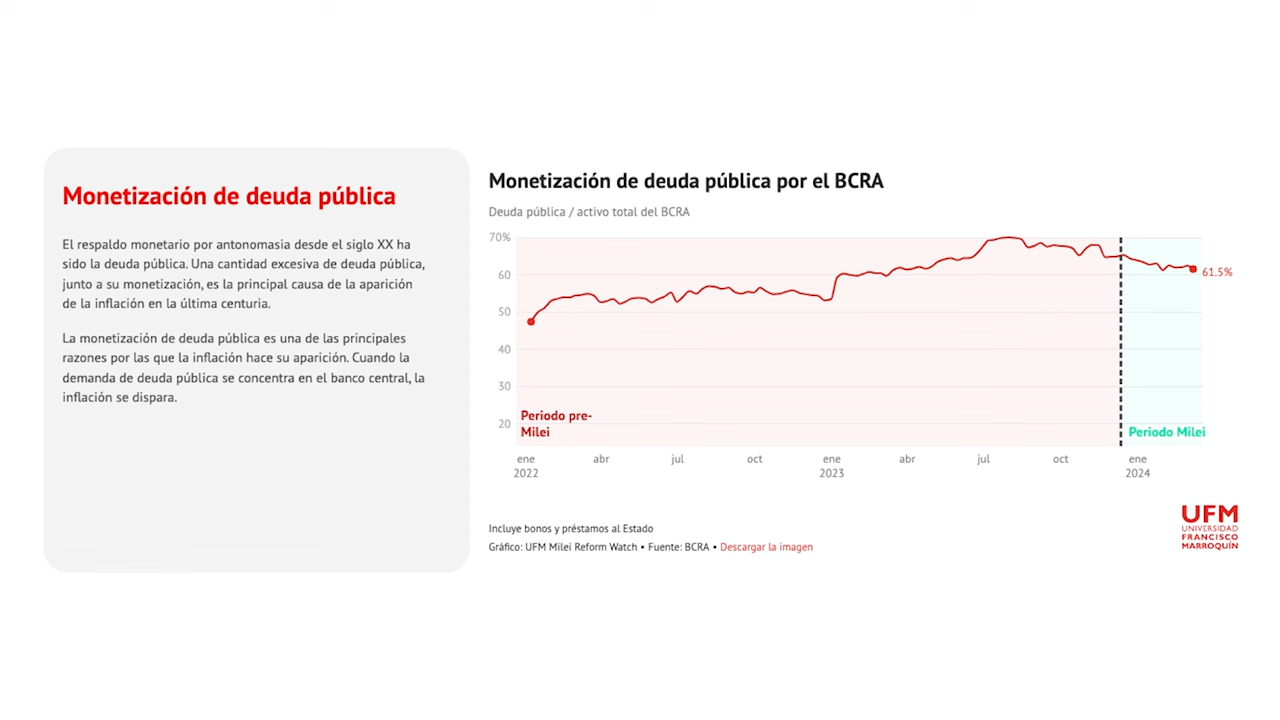 Monetización de deuda pública
El respaldo monetario por antonomasia desde el siglo XX ha
sido la deuda pública. Una cantidad excesiva de deuda pública,
junto a su monetización, es la principal causa de la aparición
de la inflación en la última centuria.
La monetización de deuda pública es una de las principales
razones por las que la inflación hace su aparición. Cuando la
demanda de deuda pública se concentra en el banco central, la
inflación se dispara.
Monetización de deuda pública por el BCRA
Deuda pública / activo total del BCRA
70%
60
50
40
30
20
61.5%
Periodo pre-
Milei
Periodo Milei
ene abr jul oct ene abr jul oct ene
2022 2023 2024
Incluye bonos y préstamos al Estado
Gráfico: UFM Milei Reform Watch • Fuente: BCRA • Descargar la imagen
UFM
UNIVERSIDAD
FRANCISCO
MARROQUÍN